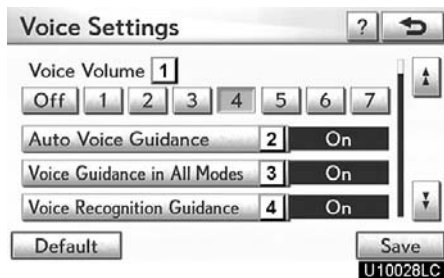 Voice Settings ?
Voice Volume 1
Off 1 2 3 4 5 6 7
Auto Voice Guidance 2 On
Voice Guidance in All Modes 3 On
Voice Recognition Guidance 4 On
Default Save
U10028LC